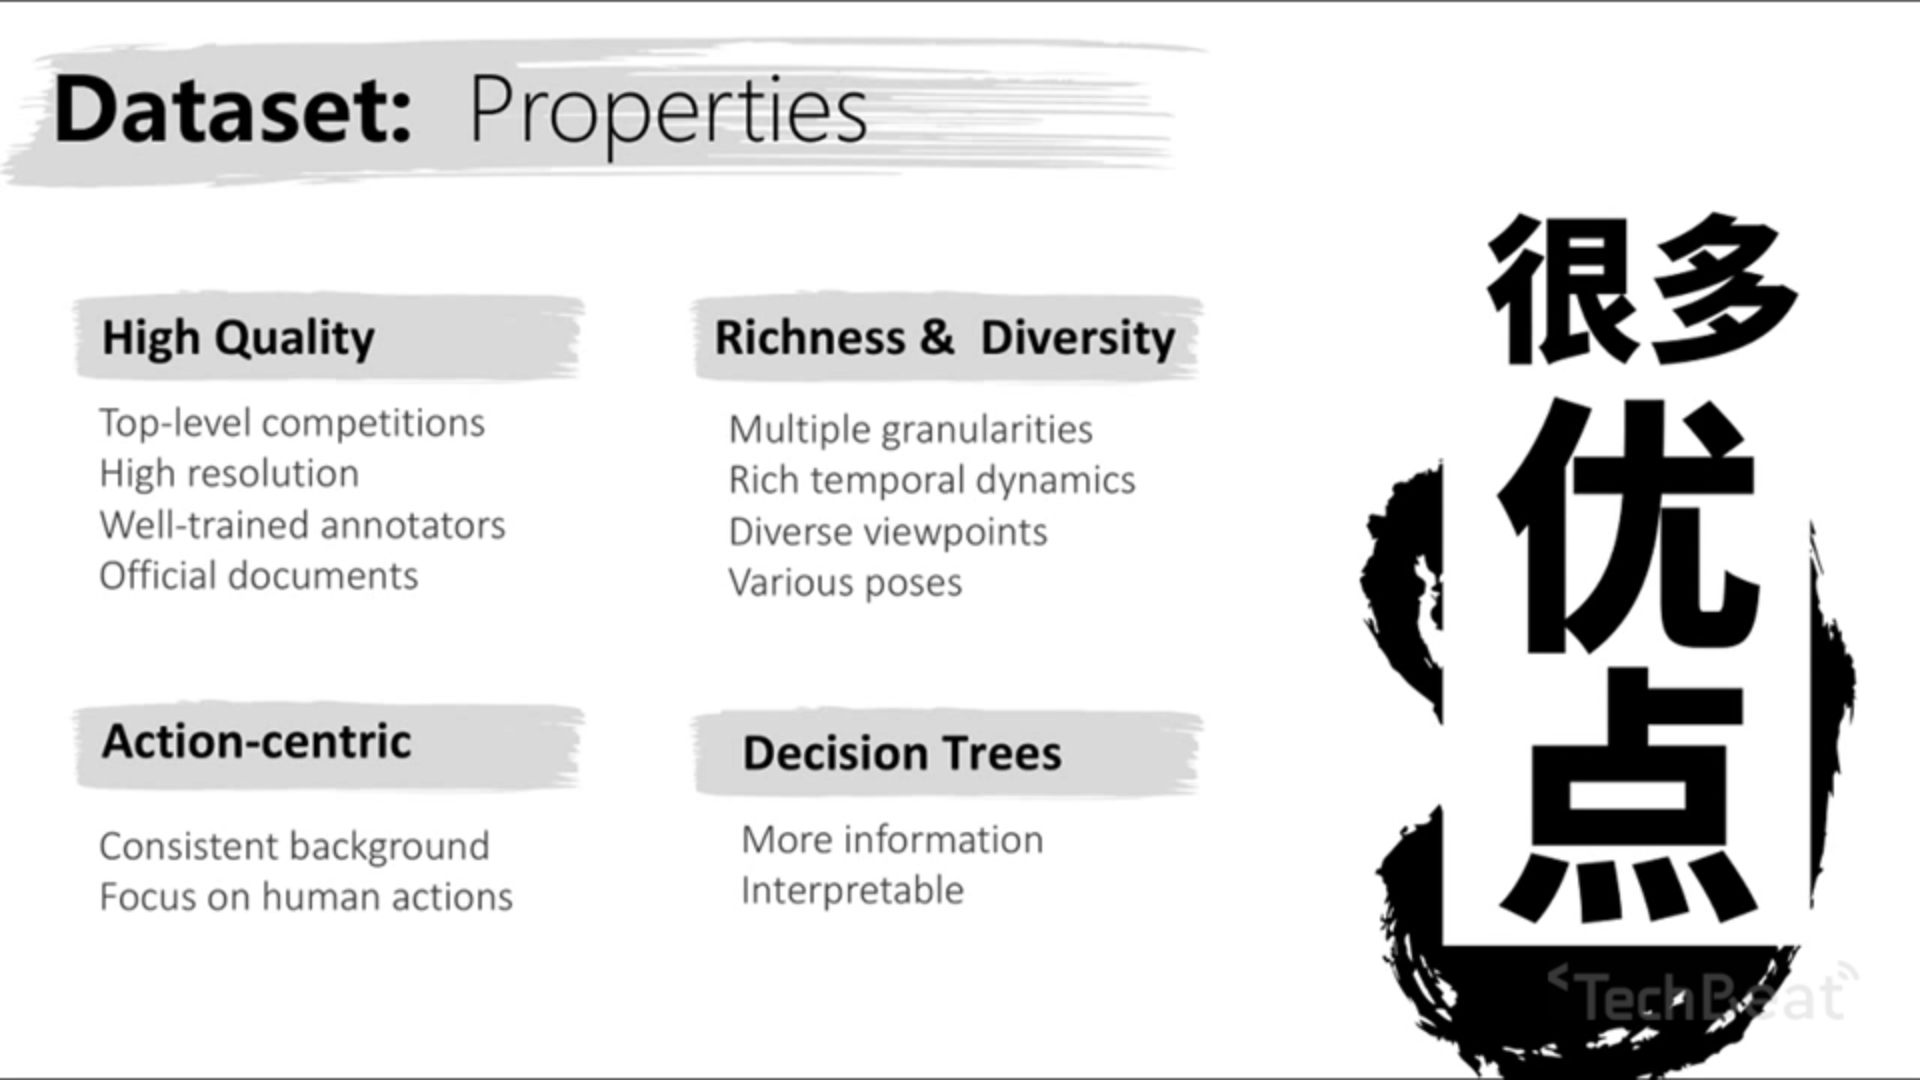 Dataset: Properties
High Quality
Top-level competitions
High resolution
Well-trained annotators
Official documents
Richness & Diversity
Multiple granularities
Rich temporal dynamics
Diverse viewpoints
Various poses
Action-centric
Consistent background
Focus on human actions
Decision Trees
More information
Interpretable
很多
优
点
TechBeat